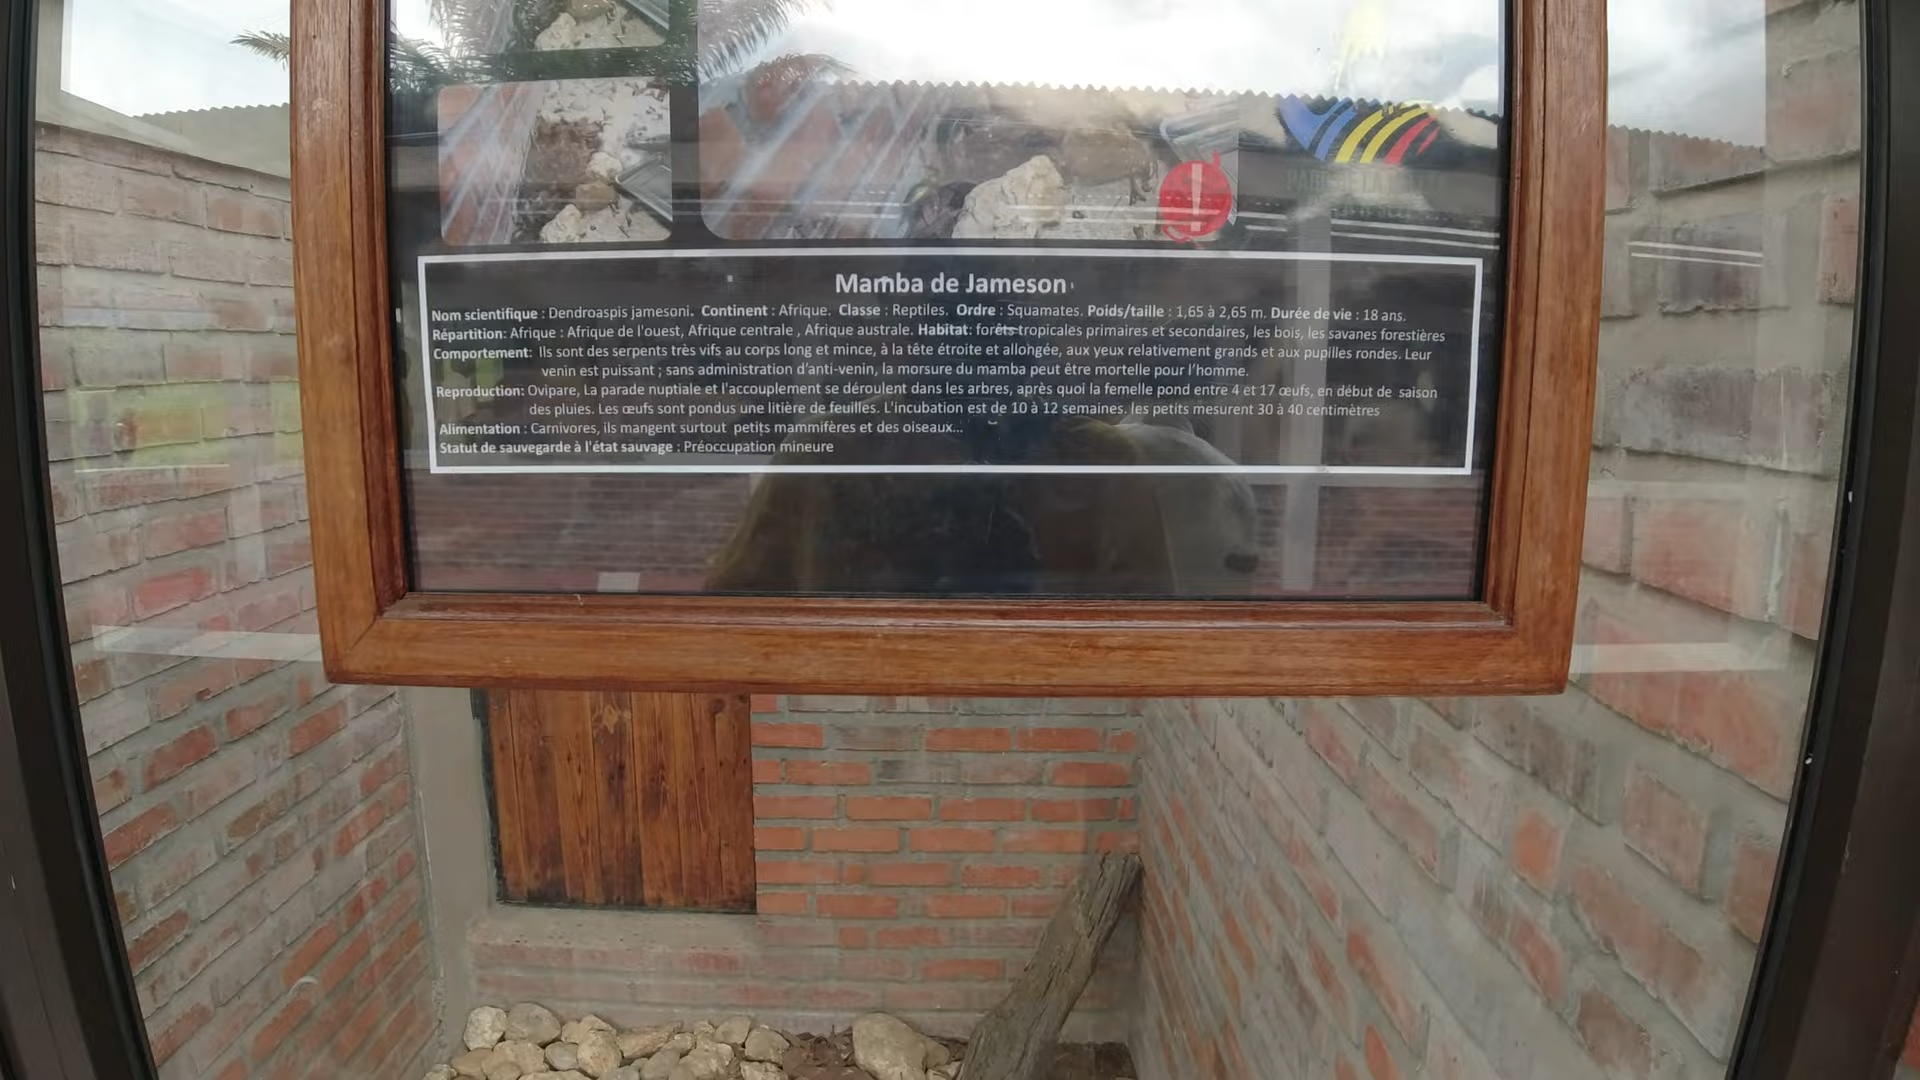 Mamba de Jameson
Nom scientifique : Dendroaspis jamesoni. Continent : Afrique. Classe : Reptiles. Ordre : Squamates. Poids/taille : 1,65 à 2,65 m. Durée de vie : 18 ans.
Répartition: Afrique : Afrique de l'ouest, Afrique centrale , Afrique australe. Habitat: forêts tropicales primaires et secondaires, les bois, les savanes forestières
Comportement: Ils sont des serpents très vifs au corps long et mince, à la tête étroite et allongée, aux yeux relativement grands et aux pupilles rondes. Leur
venin est puissant ; sans administration d'anti-venin, la morsure du mamba peut être mortelle pour l'homme.
Reproduction: Ovipare, La parade nuptiale et l'accouplement se déroulent dans les arbres, après quoi la femelle pond entre 4 et 17 œufs, en début de saison
des pluies. Les œufs sont pondus une litière de feuilles. L'incubation est de 10 à 12 semaines. les petits mesurent 30 à 40 centimètres
Alimentation : Carnivores, ils mangent surtout petits mammifères et des oiseaux...
Statut de sauvegarde à l'état sauvage : Préoccupation mineure